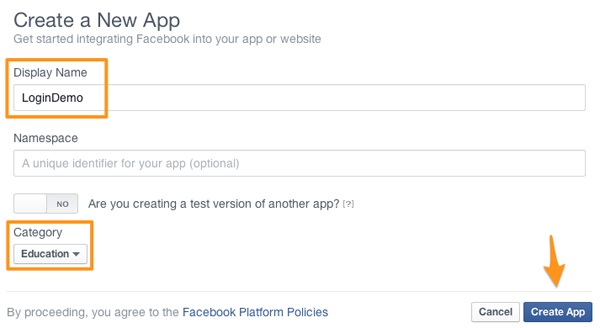 Create a New App
Get started integrating Facebook into your app or website
Display Name
LoginDemo
Namespace
A unique identifier for your app (optional)
NO Are you creating a test version of another app? [?]
Category
Education
By proceeding, you agree to the Facebook Platform Policies Cancel Create App